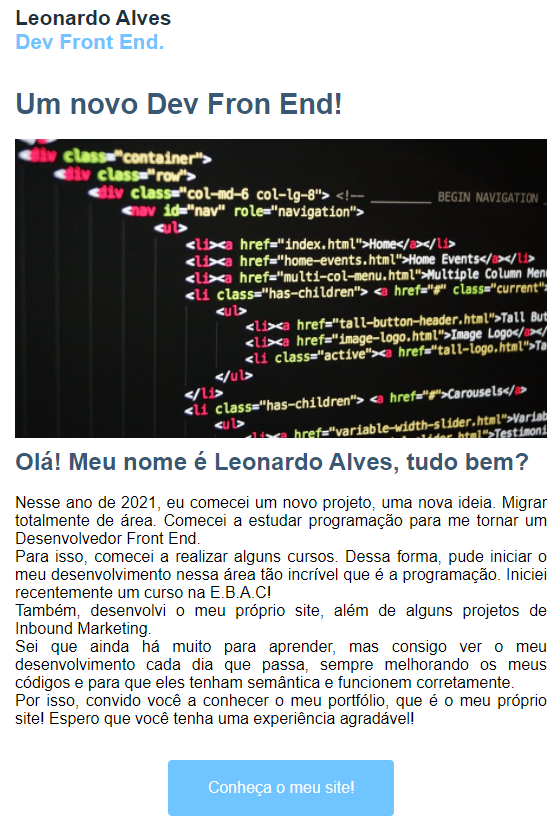 Leonardo Alves
Dev Front End.
Um novo Dev Fron End!
<div class="container">
<div class="row">
<div class="col-md-6 col-lg-8"> <!-- __________ BEGIN NAVIGATION
<nav id="nav" role="navigation">
<ul>
<li><a href="index.html">Home</a></li>
<li><a href="home-events.html">Home Events</a></li>
<li><a href="multi-col-menu.html">Multiple Column Men
<li class="has-children"> <a href="#" class="current"
<ul>
<li><a href="tall-button-header.html">Tall But
<li><a href="image-logo.html">Image Logo</a></
<li class="active"><a href="tall-logo.html">Ta
</ul>
</li>
<li class="has-children"> <a href="#">Carousels</a>
<ul>
<li><a href="variable-width-slider.html">Variab
Testimoni
Olá! Meu nome é Leonardo Alves, tudo bem?
Nesse ano de 2021, eu comecei um novo projeto, uma nova ideia. Migrar
totalmente de área. Comecei a estudar programação para me tornar um
Desenvolvedor Front End.
Para isso, comecei a realizar alguns cursos. Dessa forma, pude iniciar o
meu desenvolvimento nessa área tão incrível que é a programação. Iniciei
recentemente um curso na E.B.A.C!
Também, desenvolvi o meu próprio site, além de alguns projetos de
Inbound Marketing.
Sei que ainda há muito para aprender, mas consigo ver o meu
desenvolvimento cada dia que passa, sempre melhorando os meus
códigos e para que eles tenham semântica e funcionem corretamente.
Por isso, convido você a conhecer o meu portfólio, que é o meu próprio
site! Espero que você tenha uma experiência agradável!
Conheça o meu site!